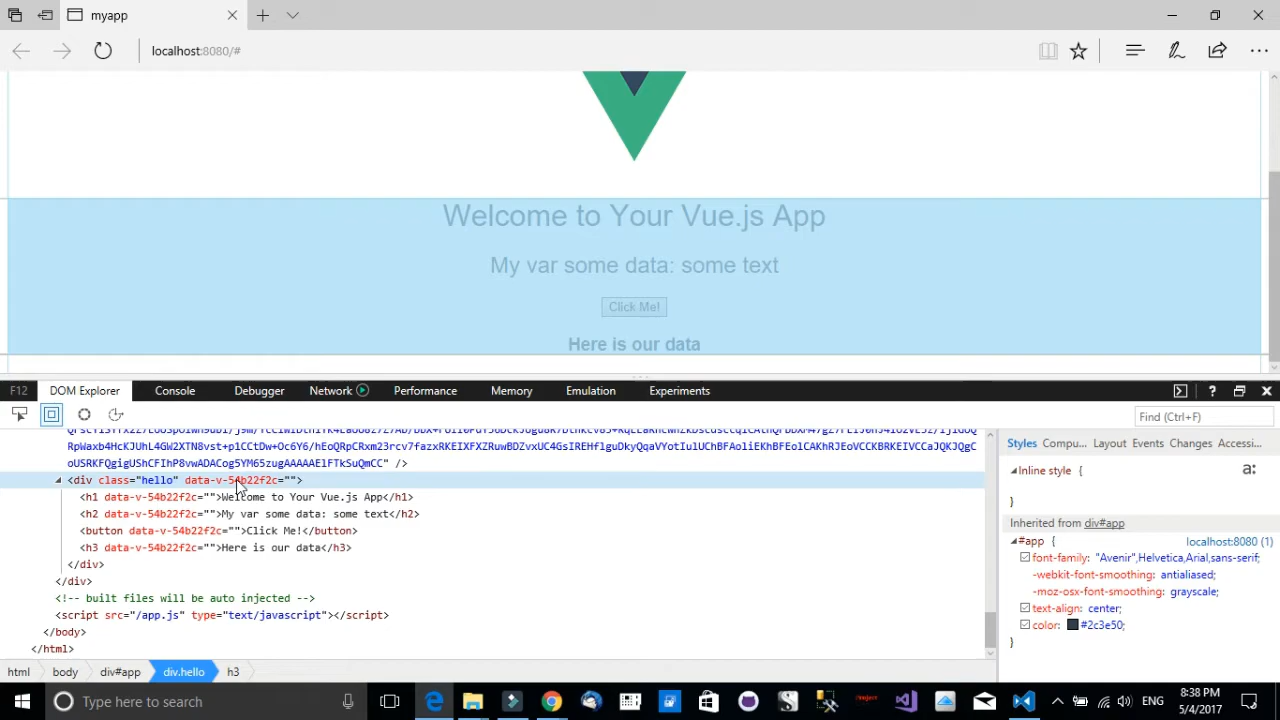 myapp
localhost:8080/#
Welcome to Your Vue.js App
My var some data: some text
Click Me!
Here is our data
F12 DOM Explorer Console Debugger Network Performance Memory Emulation Experiments
Find (Ctrl+F)
Styles Compu... Layout Events Changes Accessi...
oUSRKFQgigUShCFIhP8vwADACog5YM65zugAAAAAElFTkSuQmCC" />
<div class="hello" data-v-54b22f2c="">
<h1 data-v-54b22f2c="">Welcome to Your Vue.js App</h1>
<h2 data-v-54b22f2c="">My var some data: some text</h2>
<button data-v-54b22f2c="">Click Me!</button>
<h3 data-v-54b22f2c="">Here is our data</h3>
</div>
</div>
<!-- built files will be auto injected -->
<script src="/app.js" type="text/javascript"></script>
</body>
</html>
Inline style {
a:
}
Inherited from div#app
#app { localhost:8080 (1)
font-family: "Avenir",Helvetica,Arial,sans-serif;
-webkit-font-smoothing: antialiased;
-moz-osx-font-smoothing: grayscale;
text-align: center;
color: #2c3e50;
}
html body div#app div.hello h3
Type here to search
ENG
8:38 PM
5/4/2017